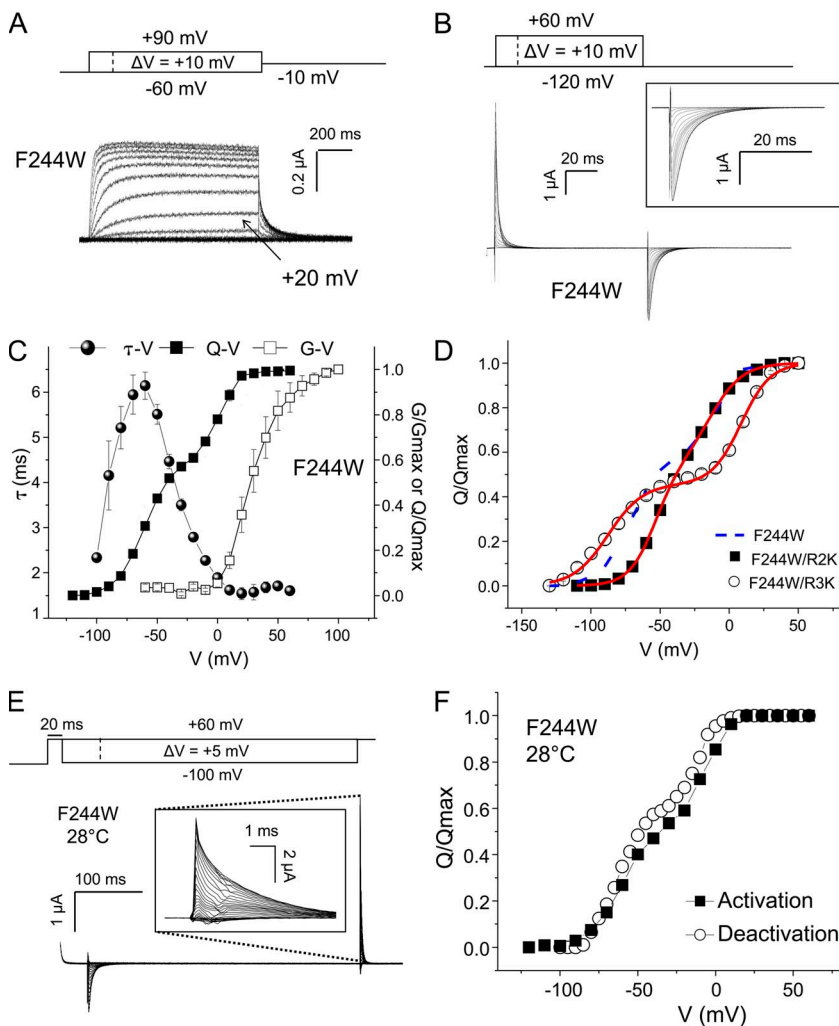 A
+90 mV
ΔV = +10 mV
-60 mV
-10 mV
F244W
200 ms
0.2 µA
+20 mV
B
+60 mV
ΔV = +10 mV
-120 mV
20 ms
1 µA
20 ms
1 µA
F244W
C
τ-V Q-V G-V
6
5
4
3
2
1
τ (ms)
1.0
0.8
0.6
0.4
0.2
0.0
G/Gmax or Q/Qmax
F244W
-100 -50 0 50 100
V (mV)
D
1.0
0.8
0.6
0.4
0.2
0.0
Q/Qmax
F244W
F244W/R2K
F244W/R3K
-150 -100 -50 0 50
V (mV)
E
20 ms
+60 mV
ΔV = +5 mV
-100 mV
F244W
28°C
1 ms
2 µA
100 ms
1 µA
F
F244W
28°C
1.0
0.8
0.6
0.4
0.2
0.0
Q/Qmax
Activation
Deactivation
-100 -50 0 50
V (mV)